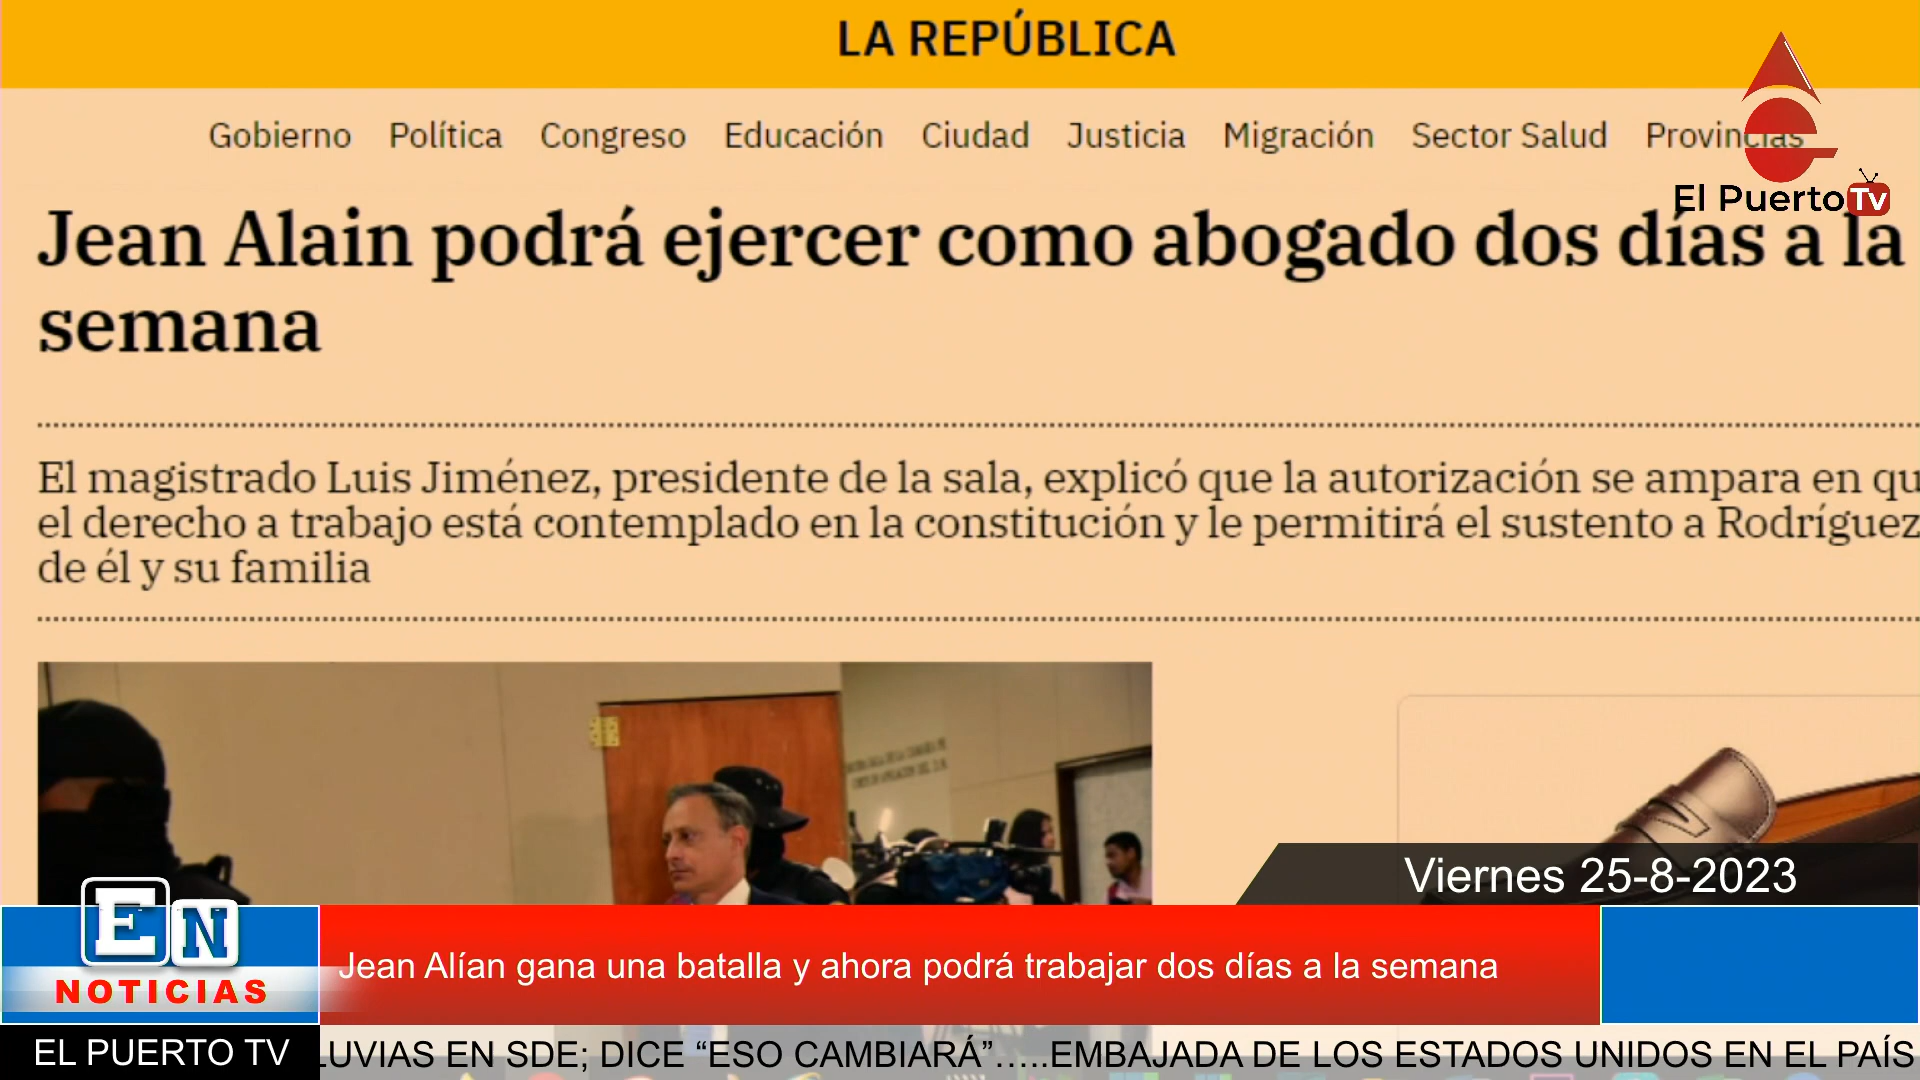 LA REPÚBLICA
Gobierno Política Congreso Educación Ciudad Justicia Migración Sector Salud Provincias
El Puerto Tv
Jean Alain podrá ejercer como abogado dos días a la
semana
El magistrado Luis Jiménez, presidente de la sala, explicó que la autorización se ampara en qu
el derecho a trabajo está contemplado en la constitución y le permitirá el sustento a Rodríguez
de él y su familia
Viernes 25-8-2023
EN
NOTICIAS
Jean Alían gana una batalla y ahora podrá trabajar dos días a la semana
EL PUERTO TV
LUVIAS EN SDE; DICE “ESO CAMBIARÁ”…..EMBAJADA DE LOS ESTADOS UNIDOS EN EL PAÍS